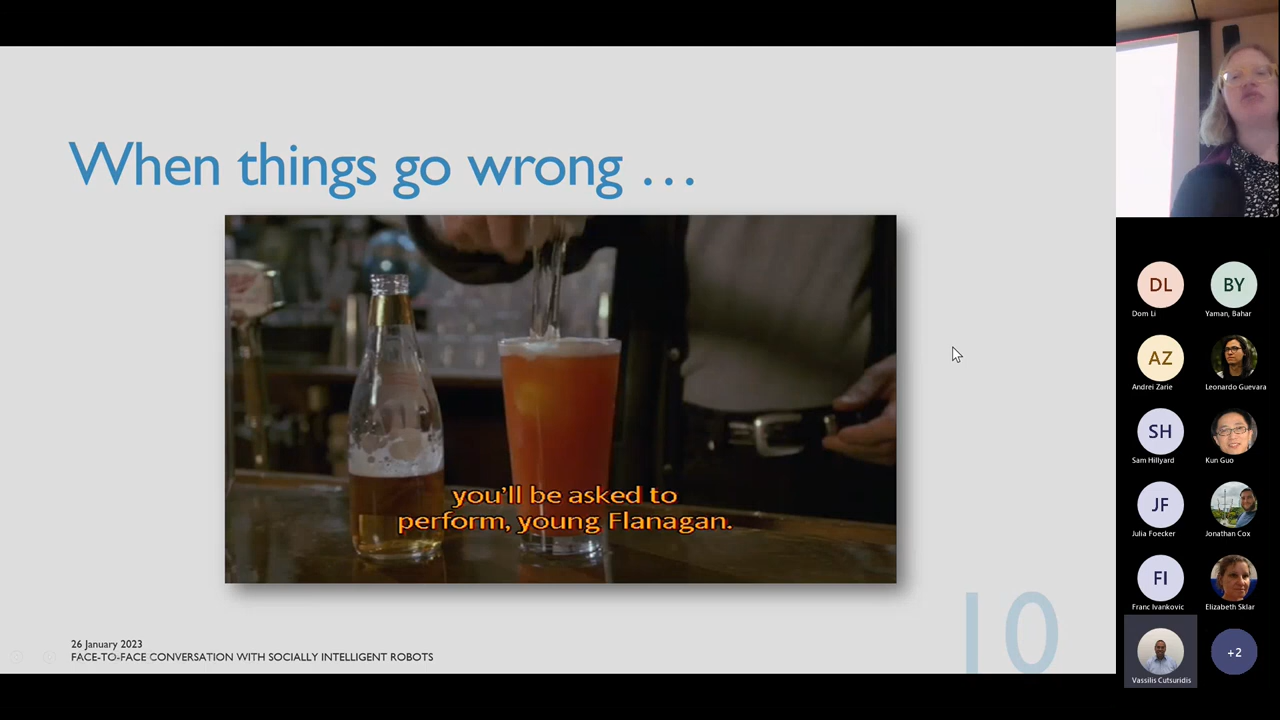 When things go wrong …
you'll be asked to
perform, young Flanagan.
26 January 2023
FACE-TO-FACE CONVERSATION WITH SOCIALLY INTELLIGENT ROBOTS
10
DL
Dom Li
BY
Yaman, Bahar
AZ
Andrei Zarie
Leonardo Guevara
SH
Sam Hillyard
Kun Guo
JF
Julia Foecker
Jonathan Cox
FI
Franc Ivankovic
Elizabeth Sklar
Vassilis Cutsuridis
+2